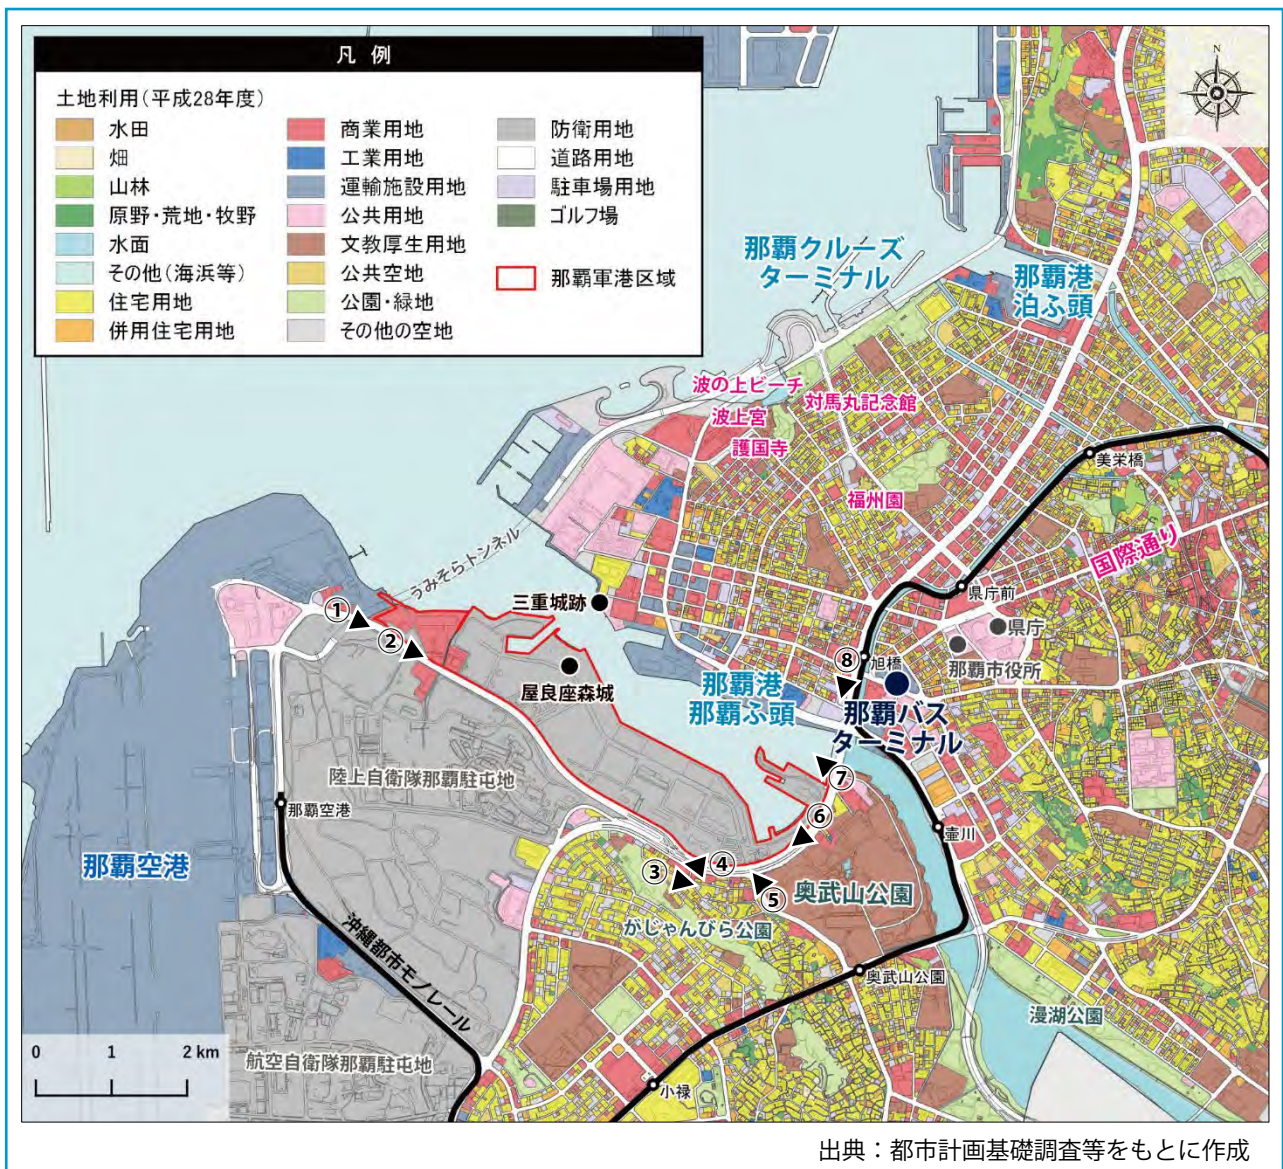 凡 例
土地利用(平成28年度)
水田
畑
山林
原野・荒地・牧野
水面
その他(海浜等)
住宅用地
併用住宅用地
商業用地
工業用地
運輸施設用地
公共用地
文教厚生用地
公共空地
公園・緑地
その他の空地
防衛用地
道路用地
駐車場用地
ゴルフ場
那覇軍港区域
N
那覇クルーズ
ターミナル
那覇港
泊ふ頭
波の上ビーチ
対馬丸記念館
波上宮
護国寺
美栄橋
福州園
国際通り
うみそらトンネル
県庁前
三重城跡
県庁
①
②
⑧
旭橋
那覇市役所
屋良座森城
那覇港
那覇ふ頭
那覇バス
ターミナル
陸上自衛隊那覇駐屯地
⑦
那覇空港
⑥
壷川
那覇空港
③
④
⑤
奥武山公園
がじゃんびら公園
沖縄都市モノレール
奥武山公園
漫湖公園
0 1 2 km
航空自衛隊那覇駐屯地
小禄
出典：都市計画基礎調査等をもとに作成